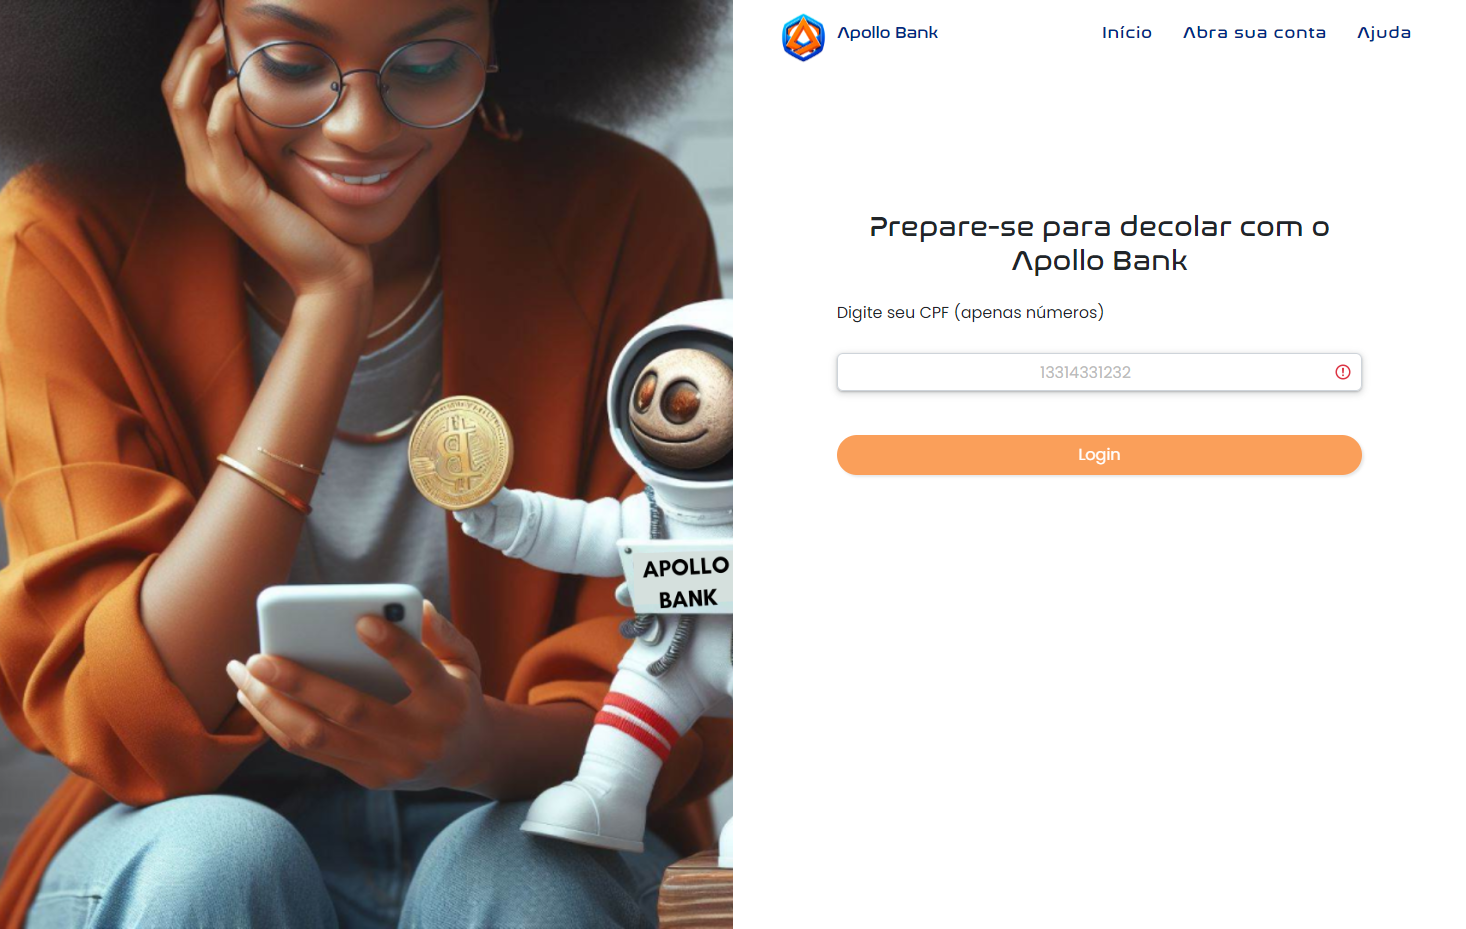 Apollo Bank
Início
Abra sua conta
Ajuda
Prepare-se para decolar com o
Apollo Bank
Digite seu CPF (apenas números)
13314331232
Login
APOLLO
BANK